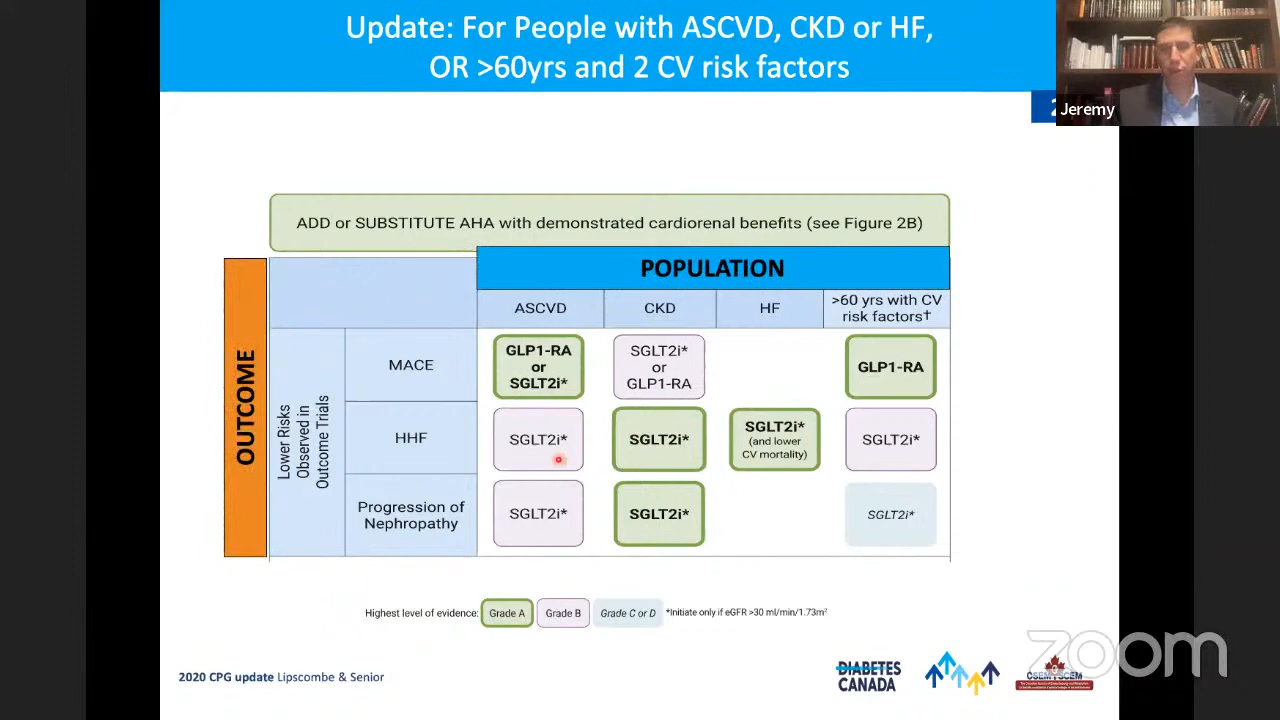 Update: For People with ASCVD, CKD or HF,
OR >60yrs and 2 CV risk factors
2
Jeremy
ADD or SUBSTITUTE AHA with demonstrated cardiorenal benefits (see Figure 2B)
POPULATION
ASCVD
CKD
HF
>60 yrs with CV
risk factors†
OUTCOME
Lower Risks
Observed in
Outcome Trials
MACE
GLP1-RA
or
SGLT2i*
SGLT2i*
or
GLP1-RA
GLP1-RA
HHF
SGLT2i*
SGLT2i*
SGLT2i*
(and lower
CV mortality)
SGLT2i*
Progression of
Nephropathy
SGLT2i*
SGLT2i*
SGLT2i*
Highest level of evidence:
Grade A
Grade B
Grade C or D
*Initiate only if eGFR >30 ml/min/1.73m²
2020 CPG update Lipscombe & Senior
DIABETES
CANADA
CSEM/SCEM
zoom